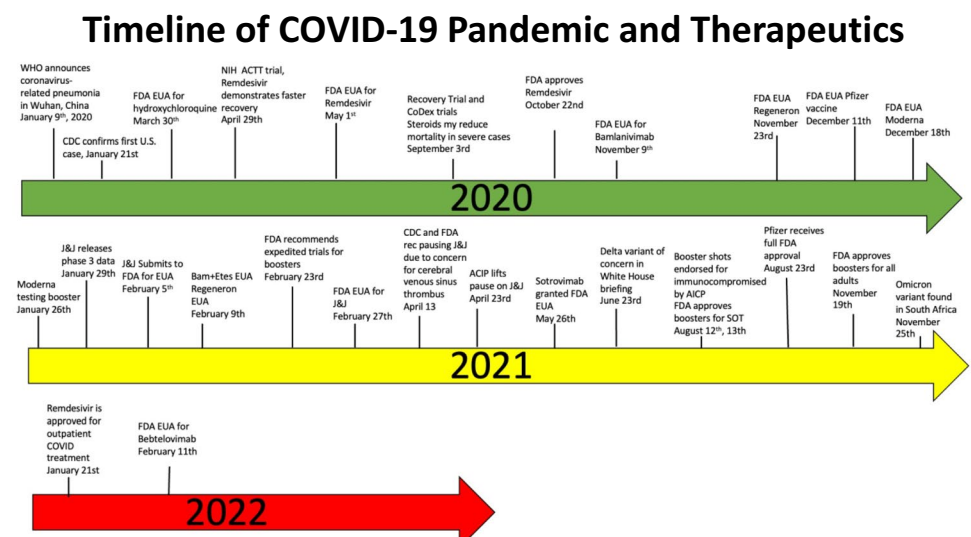 Timeline of COVID-19 Pandemic and Therapeutics
WHO announces
coronavirus-
related pneumonia
in Wuhan, China
January 9th, 2020
CDC confirms first U.S.
case, January 21st
FDA EUA for
hydroxychloroquine
March 30th
NIH ACTT trial,
Remdesivir
demonstrates faster
recovery
April 29th
FDA EUA for
Remdesivir
May 1st
Recovery Trial and
CoDex trials
Steroids my reduce
mortality in severe cases
September 3rd
FDA approves
Remdesivir
October 22nd
FDA EUA for
Bamlanivimab
November 9th
FDA EUA
Regeneron
November
23rd
FDA EUA Pfizer
vaccine
December 11th
FDA EUA
Moderna
December 18th
2020
Moderna
testing booster
January 26th
J&J releases
phase 3 data
January 29th
J&J Submits to
FDA for EUA
February 5th
Bam+Etes EUA
Regeneron
EUA
February 9th
FDA recommends
expedited trials for
boosters
February 23rd
FDA EUA for
J&J
February 27th
CDC and FDA
rec pausing J&J
due to concern
for cerebral
venous sinus
thrombus
April 13
ACIP lifts
pause on J&J
April 23rd
Sotrovimab
granted FDA
EUA
May 26th
Delta variant of
concern in
White House
briefing
June 23rd
Booster shots
endorsed for
immunocompromised
by AICP
FDA approves
boosters for SOT
August 12th, 13th
Pfizer receives
full FDA
approval
August 23rd
FDA approves
boosters for all
adults
November
19th
Omicron
variant found
in South Africa
November
25th
2021
Remdesivir is
approved for
outpatient
COVID
treatment
January 21st
FDA EUA for
Bebtelovimab
February 11th
2022